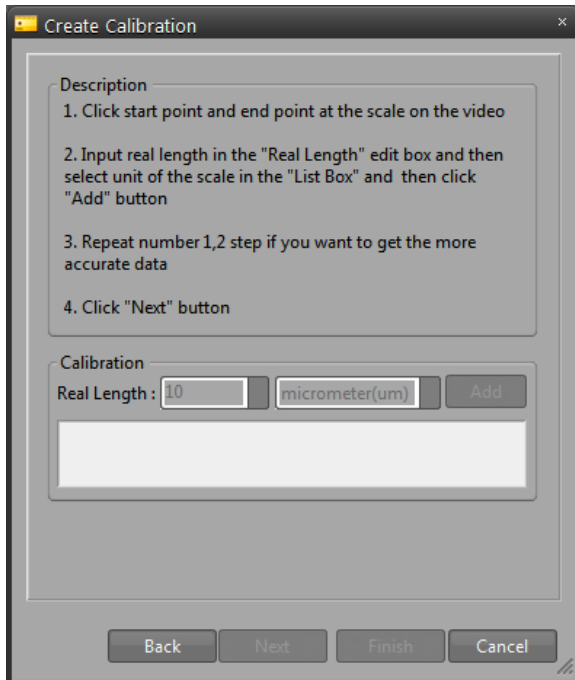 Create Calibration
Description
1. Click start point and end point at the scale on the video
2. Input real length in the "Real Length" edit box and then
select unit of the scale in the "List Box" and  then click
"Add" button
3. Repeat number 1,2 step if you want to get the more
accurate data
4. Click "Next" button
Calibration
Real Length : 10 micrometer(um) Add
Back Next Finish Cancel